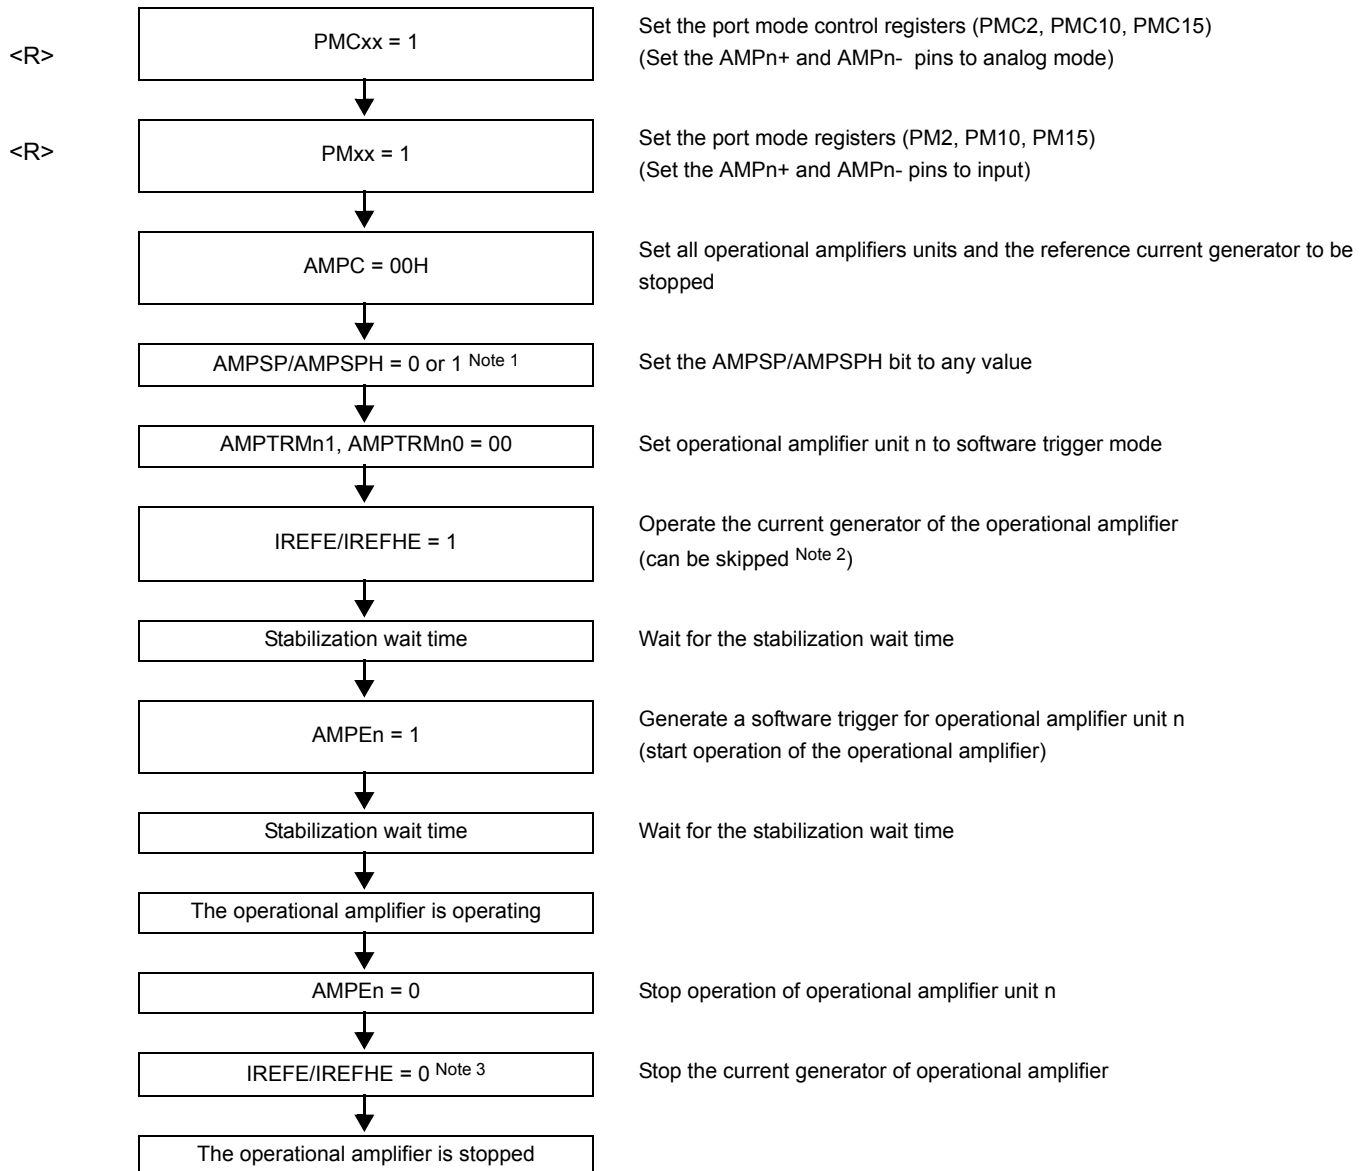 <R>
PMCxx = 1
Set the port mode control registers (PMC2, PMC10, PMC15)
(Set the AMPn+ and AMPn- pins to analog mode)
<R>
PMxx = 1
Set the port mode registers (PM2, PM10, PM15)
(Set the AMPn+ and AMPn- pins to input)
AMPC = 00H
Set all operational amplifiers units and the reference current generator to be
stopped
AMPSP/AMPSPH = 0 or 1 Note 1
Set the AMPSP/AMPSPH bit to any value
AMPTRMn1, AMPTRMn0 = 00
Set operational amplifier unit n to software trigger mode
IREFE/IREFHE = 1
Operate the current generator of the operational amplifier
(can be skipped Note 2)
Stabilization wait time
Wait for the stabilization wait time
AMPEn = 1
Generate a software trigger for operational amplifier unit n
(start operation of the operational amplifier)
Stabilization wait time
Wait for the stabilization wait time
The operational amplifier is operating
AMPEn = 0
Stop operation of operational amplifier unit n
IREFE/IREFHE = 0 Note 3
Stop the current generator of operational amplifier
The operational amplifier is stopped